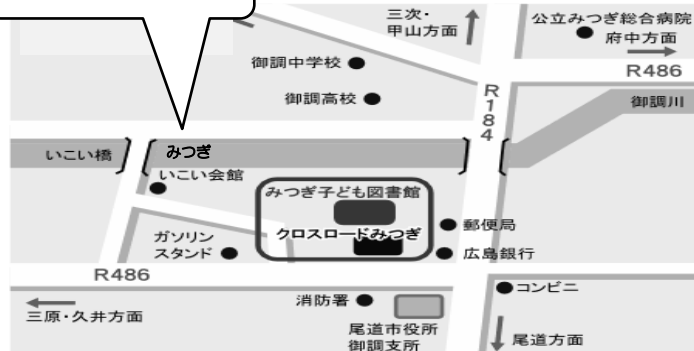 三次・
甲山方面
公立みつぎ総合病院
府中方面
R486
御調中学校
御調高校
R184
御調川
いこい橋
みつぎ
いこい会館
みつぎ子ども図書館
クロスロードみつぎ
郵便局
広島銀行
ガソリン
スタンド
R486
三原・久井方面
消防署
尾道市役所
御調支所
コンビニ
尾道方面